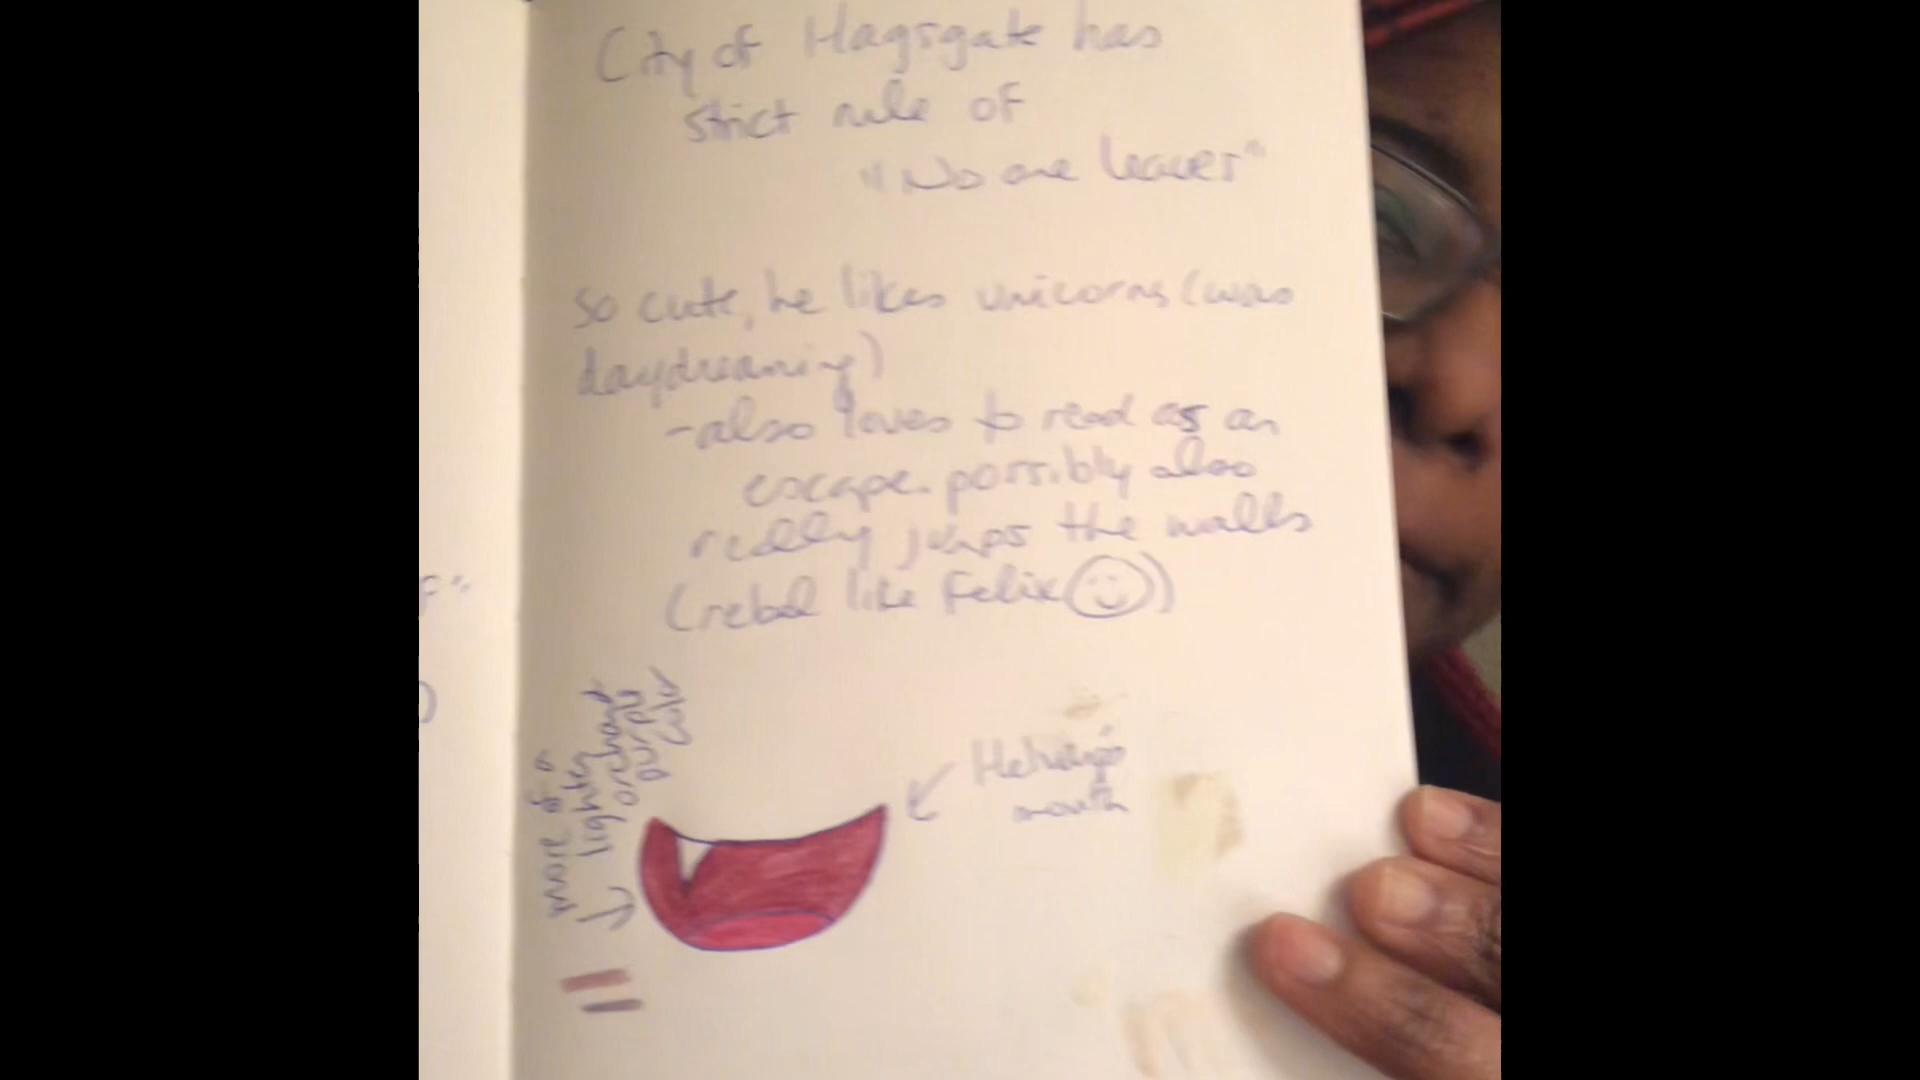 City of Hagsgate has
strict rule of
"No one leaves"
so cute, he likes unicorns (was
daydreaming)
-also loves to read as an
escape. possibly also
really jumps the walls
(rebel like Felix ☺)
more of a
lighter
orchard
purple
color
mouth